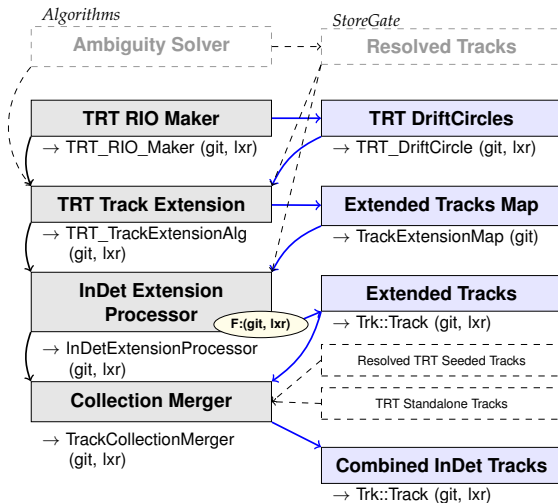 Algorithms
StoreGate
Ambiguity Solver
Resolved Tracks
TRT RIO Maker
TRT DriftCircles
→ TRT_RIO_Maker (git, lxr)
→ TRT_DriftCircle (git, lxr)
TRT Track Extension
Extended Tracks Map
→ TRT_TrackExtensionAlg
(git, lxr)
→ TrackExtensionMap (git)
InDet Extension
Processor
Extended Tracks
F:(git, lxr)
→ Trk::Track (git, lxr)
→ InDetExtensionProcessor
(git, lxr)
Resolved TRT Seeded Tracks
Collection Merger
TRT Standalone Tracks
→ TrackCollectionMerger
(git, lxr)
Combined InDet Tracks
→ Trk::Track (git, lxr)